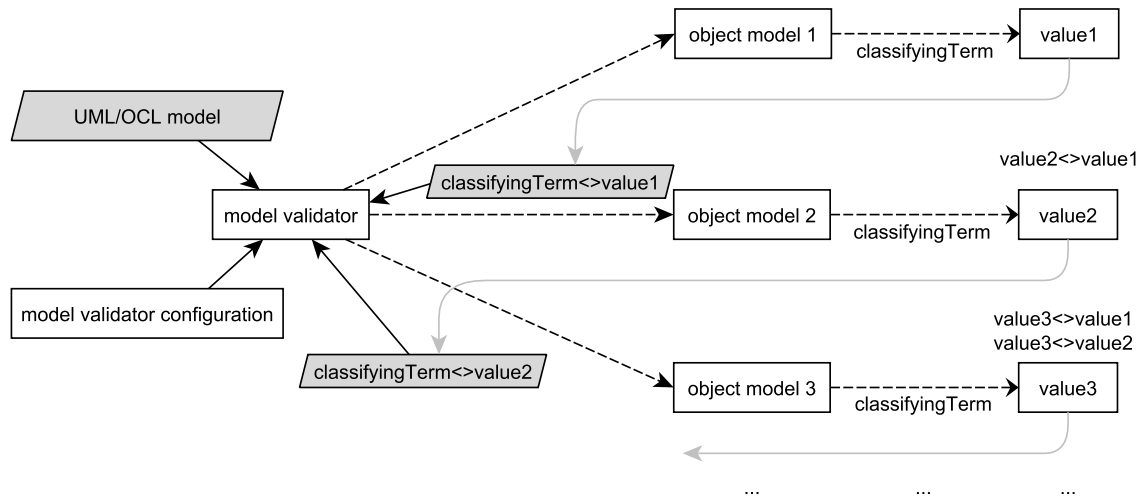 object model 1
classifyingTerm
value1
UML/OCL model
classifyingTerm<>value1
value2<>value1
model validator
object model 2
classifyingTerm
value2
model validator configuration
value3<>value1
value3<>value2
classifyingTerm<>value2
object model 3
classifyingTerm
value3
... ... ...